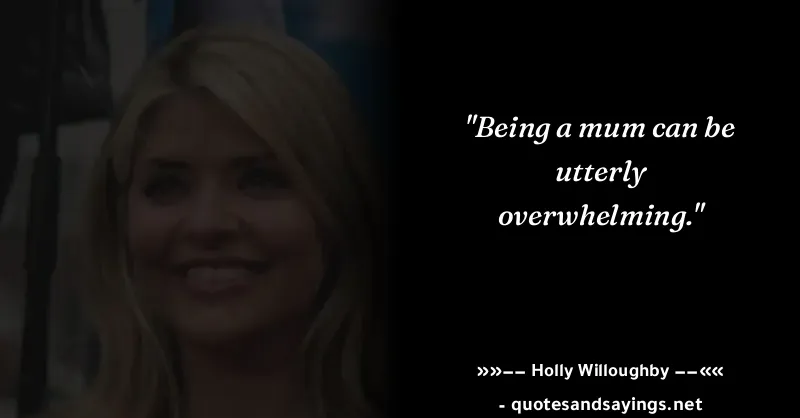 "Being a mum can be
utterly
overwhelming."
»»−− Holly Willoughby −−««
- quotesandsayings.net